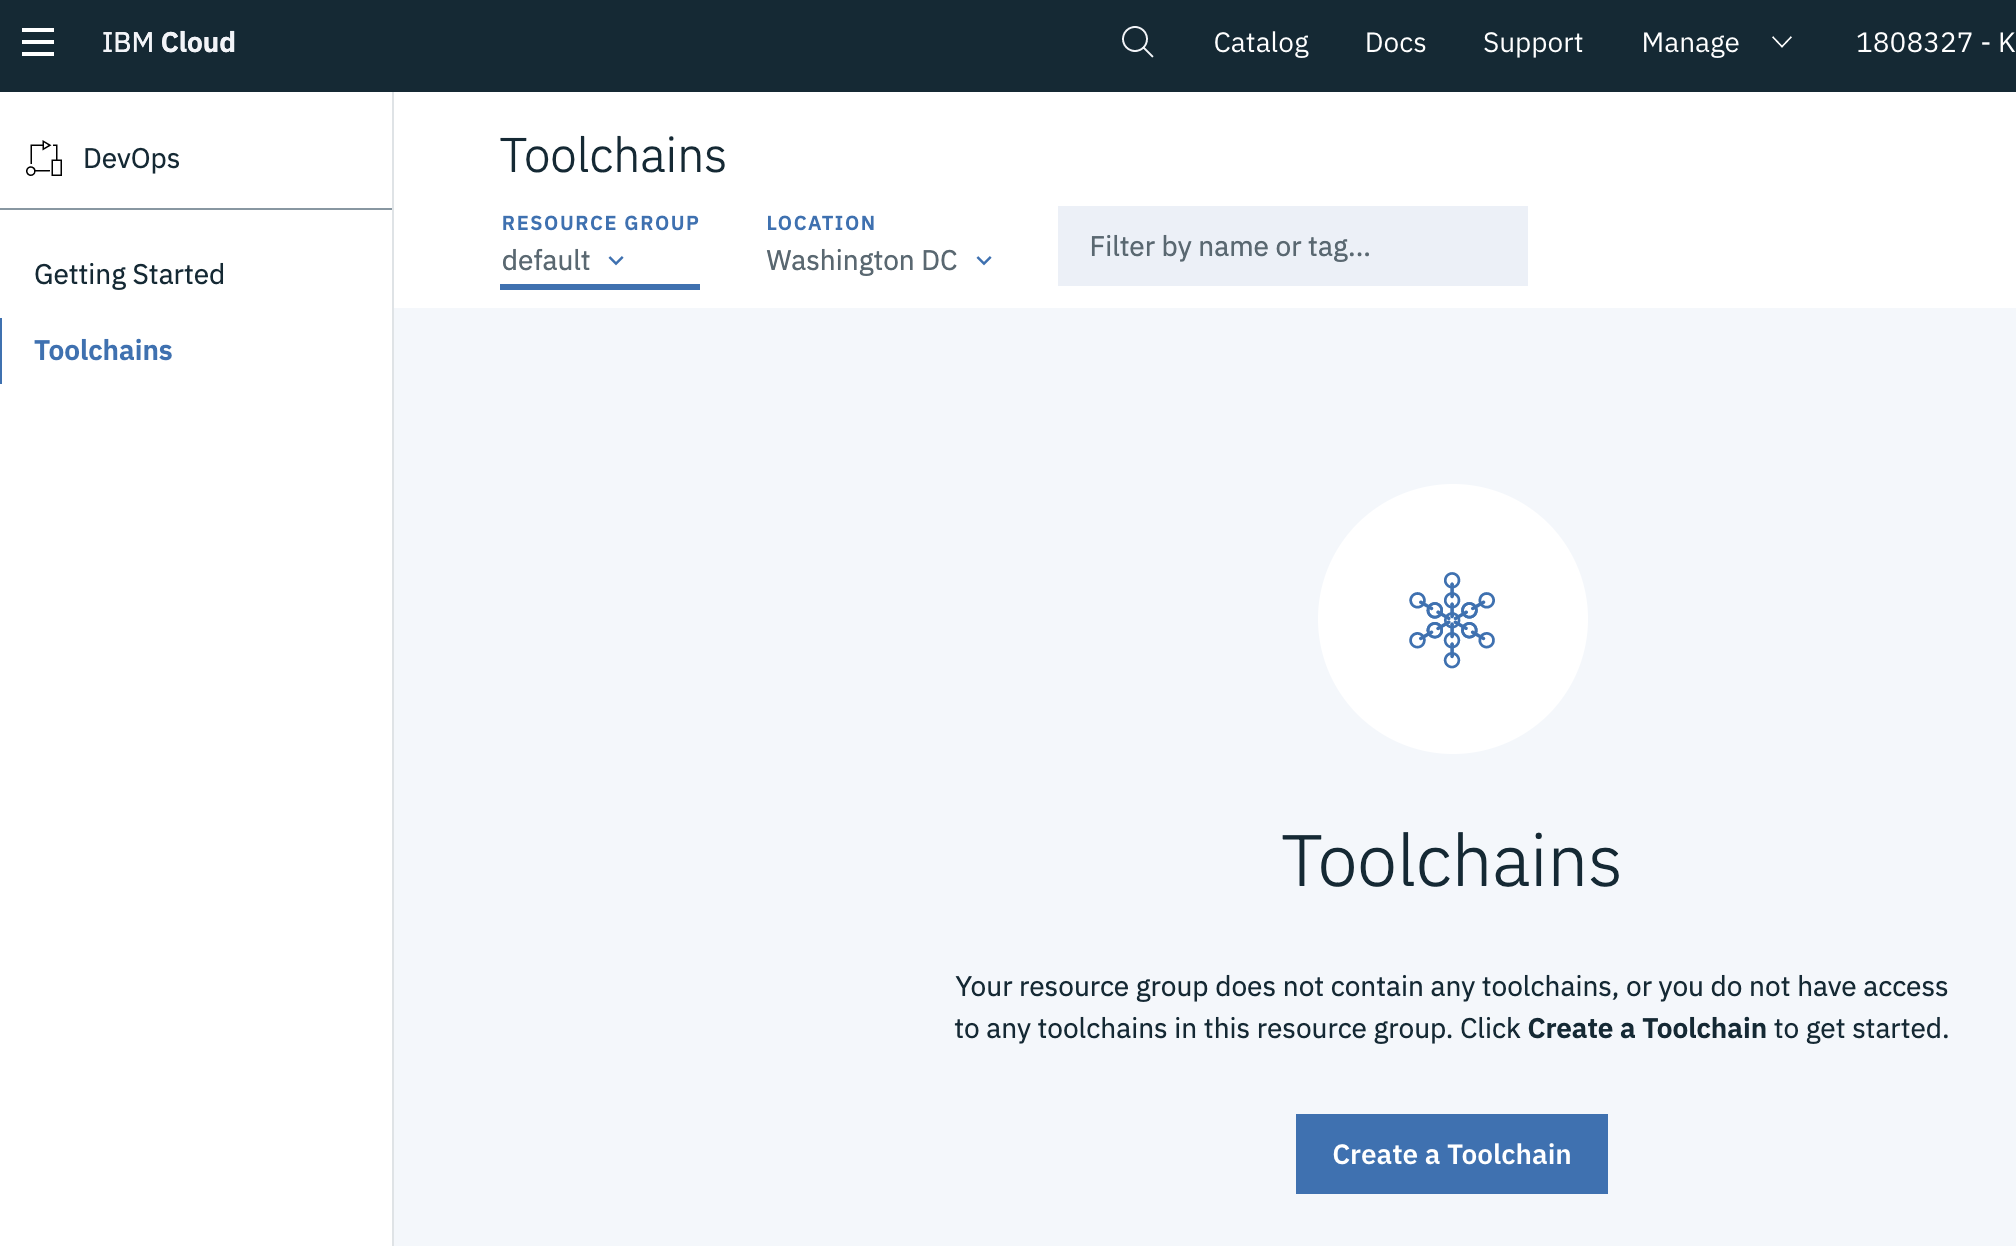 IBM Cloud
Catalog
Docs
Support
Manage
1808327 - K
DevOps
Getting Started
Toolchains
Toolchains
RESOURCE GROUP
default
LOCATION
Washington DC
Filter by name or tag...
Toolchains
Your resource group does not contain any toolchains, or you do not have access
to any toolchains in this resource group. Click Create a Toolchain to get started.
Create a Toolchain